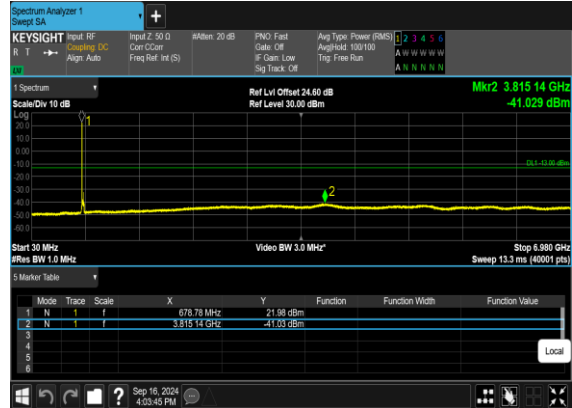 Spectrum Analyzer 1
Swept SA
+
KEYSIGHT Input: RF Input Z: 50 Ω #Atten: 20 dB PNO: Fast Avg Type: Power (RMS) 1 2 3 4 5 6
R T Coupling: DC Corr CCorr Gate: Off Avg|Hold: 100/100 A W W W W W
Align: Auto Freq Ref: Int (S) IF Gain: Low Trig: Free Run
LW Sig Track: Off A N N N N N
1 Spectrum Ref Lvl Offset 24.60 dB Mkr2 3.815 14 GHz
Scale/Div 10 dB Ref Level 30.00 dBm -41.029 dBm
Log
20.0
10.0
0.00
-10.0
-20.0
-30.0
-40.0
-50.0
-60.0
1
2
DL1 -13.00 dBm
Start 30 MHz Video BW 3.0 MHz* Stop 6.980 GHz
#Res BW 1.0 MHz Sweep 13.3 ms (40001 pts)
5 Marker Table
Mode Trace Scale X Y Function Function Width Function Value
1 N 1 f 678.78 MHz 21.98 dBm
2 N 1 f 3.815 14 GHz -41.03 dBm
3
4
5
6
Local
? Sep 16, 2024
4:03:45 PM